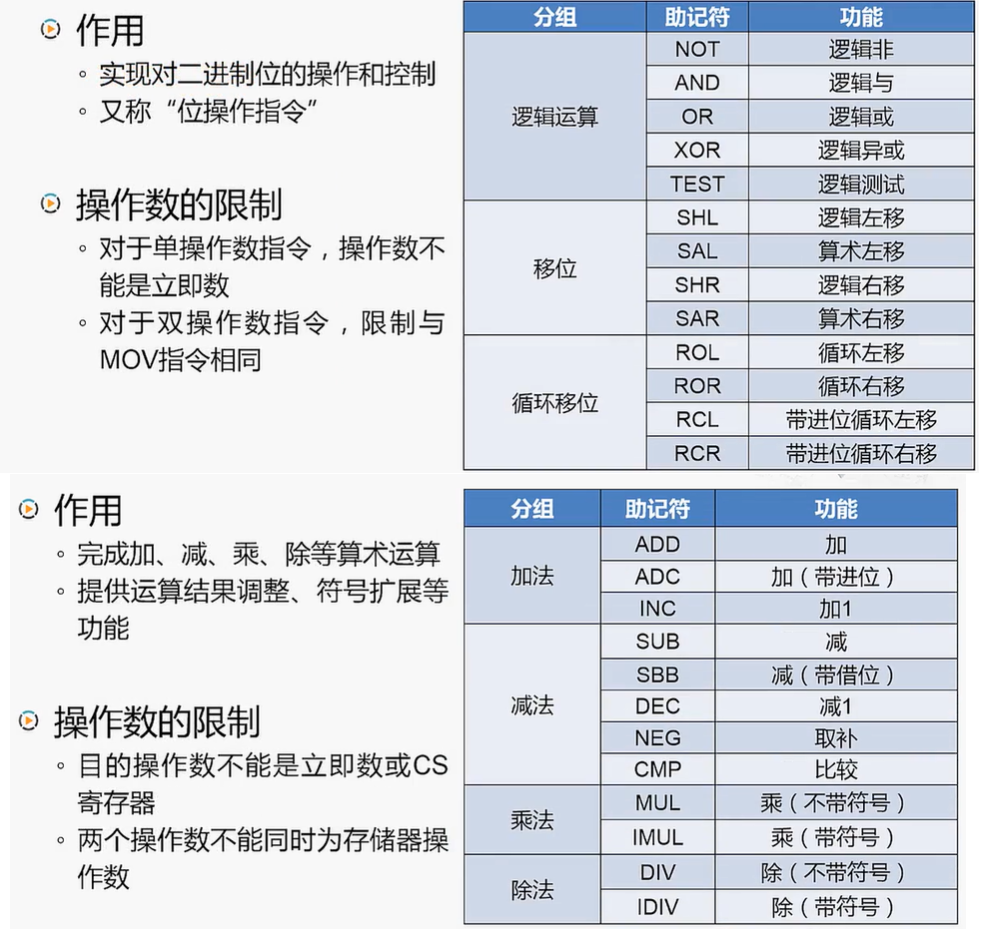 作用
实现对二进制位的操作和控制
又称“位操作指令”
操作数的限制
对于单操作数指令，操作数不
能是立即数
对于双操作数指令，限制与
MOV指令相同
分组 助记符 功能
逻辑运算
NOT 逻辑非
AND 逻辑与
OR 逻辑或
XOR 逻辑异或
TEST 逻辑测试
移位
SHL 逻辑左移
SAL 算术左移
SHR 逻辑右移
SAR 算术右移
循环移位
ROL 循环左移
ROR 循环右移
RCL 带进位循环左移
RCR 带进位循环右移
作用
完成加、减、乘、除等算术运算
提供运算结果调整、符号扩展等
功能
操作数的限制
目的操作数不能是立即数或CS
寄存器
两个操作数不能同时为存储器操
作数
分组 助记符 功能
加法
ADD 加
ADC 加（带进位）
INC 加1
减法
SUB 减
SBB 减（带借位）
DEC 减1
NEG 取补
CMP 比较
乘法
MUL 乘（不带符号）
IMUL 乘（带符号）
除法
DIV 除（不带符号）
IDIV 除（带符号）